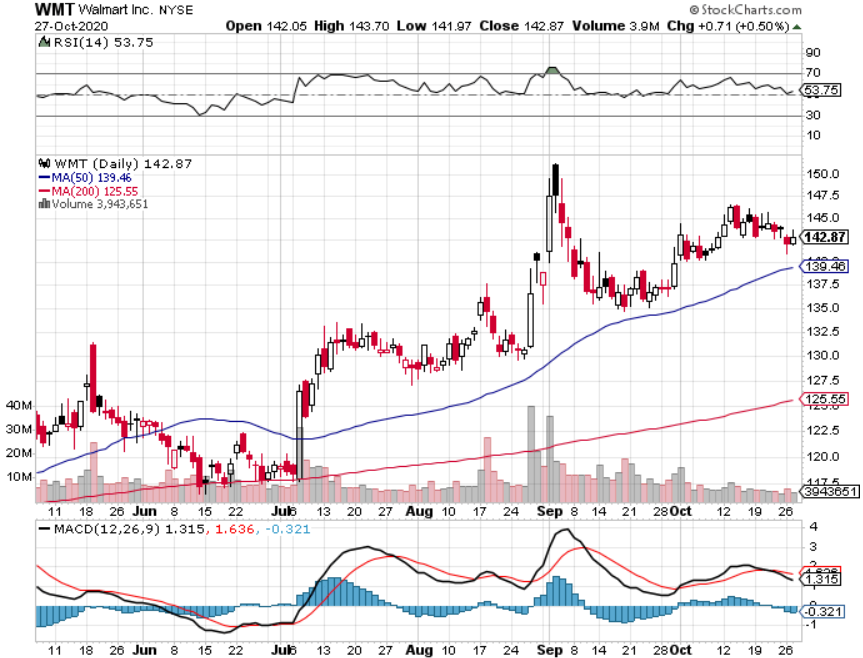 WMT Walmart Inc. NYSE © StockCharts.com
27-Oct-2020 Open 142.05 High 143.70 Low 141.97 Close 142.87 Volume 3.9M Chg +0.71 (+0.50%)
RSI(14) 53.75
90
70
53.75
30
10
WMT (Daily) 142.87
MA(50) 139.46
MA(200) 125.55
Volume 3,943,651
150.0
147.5
145.0
142.87
139.46
137.5
135.0
132.5
130.0
127.5
125.55
122.5
120.0
117.5
3943651
40M
30M
20M
10M
11 18 26 Jun 8 15 22 Jul 6 13 20 27 Aug 10 17 24 Sep 8 14 21 28 Oct 12 19 26
MACD(12,26,9) 1.315, 1.636, -0.321
4
3
2
1.315
0
-0.321
-1
11 18 26 Jun 8 15 22 Jul 6 13 20 27 Aug 10 17 24 Sep 8 14 21 28 Oct 12 19 26